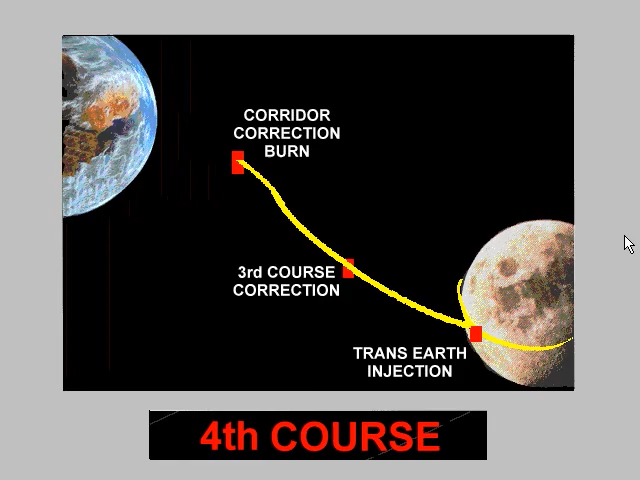 CORRIDOR
CORRECTION
BURN
3rd COURSE
CORRECTION
TRANS EARTH
INJECTION
4th COURSE